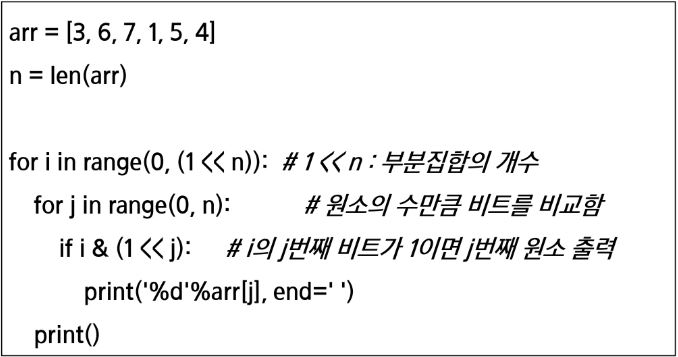 arr = [3, 6, 7, 1, 5, 4]
n = len(arr)
for i in range(0, (1 << n)): # 1 << n : 부분집합의 개수
for j in range(0, n): # 원소의 수만큼 비트를 비교함
if i & (1 << j): # i의 j번째 비트가 1이면 j번째 원소 출력
print('%d'%arr[j], end=' ')
print()